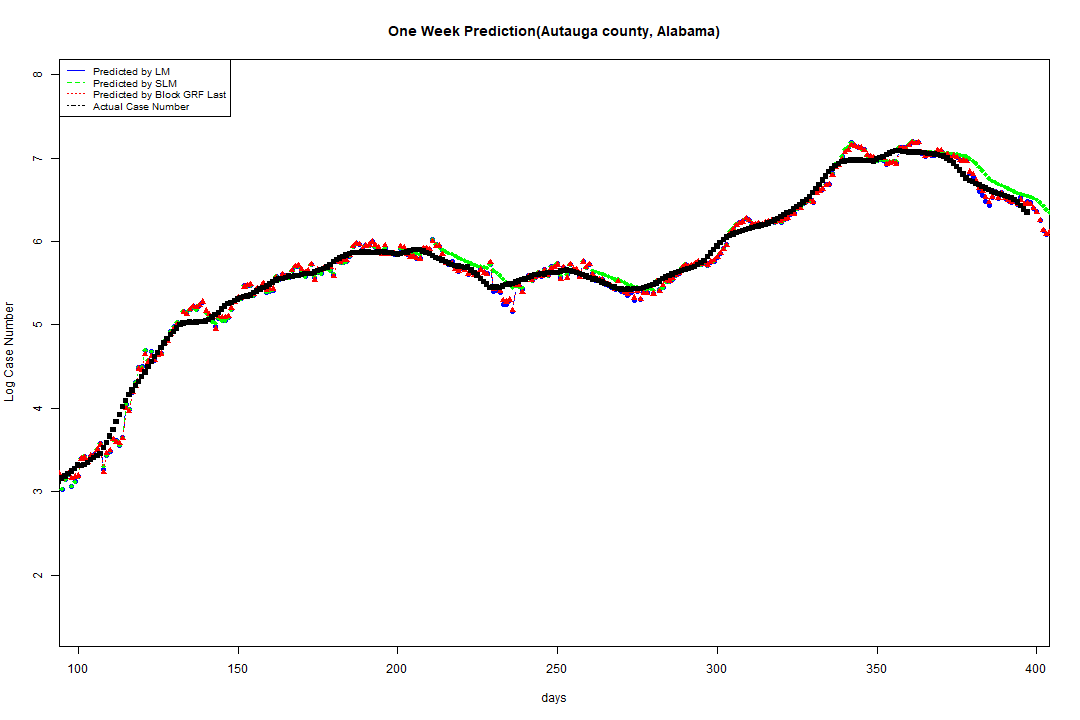 One Week Prediction(Autauga county, Alabama)
Predicted by LM
Predicted by SLM
Predicted by Block GRF Last
Actual Case Number
8
7
6
5
4
3
2
Log Case Number
100 150 200 250 300 350 400
days